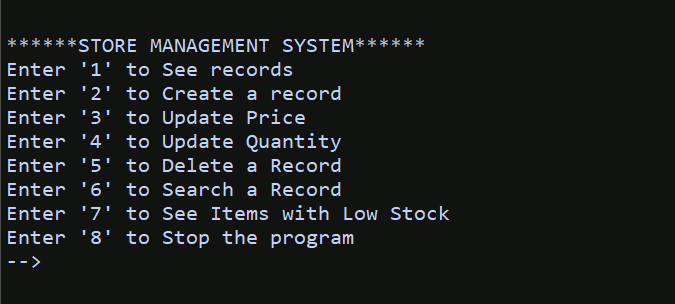 ******STORE MANAGEMENT SYSTEM******
Enter '1' to See records
Enter '2' to Create a record
Enter '3' to Update Price
Enter '4' to Update Quantity
Enter '5' to Delete a Record
Enter '6' to Search a Record
Enter '7' to See Items with Low Stock
Enter '8' to Stop the program
-->